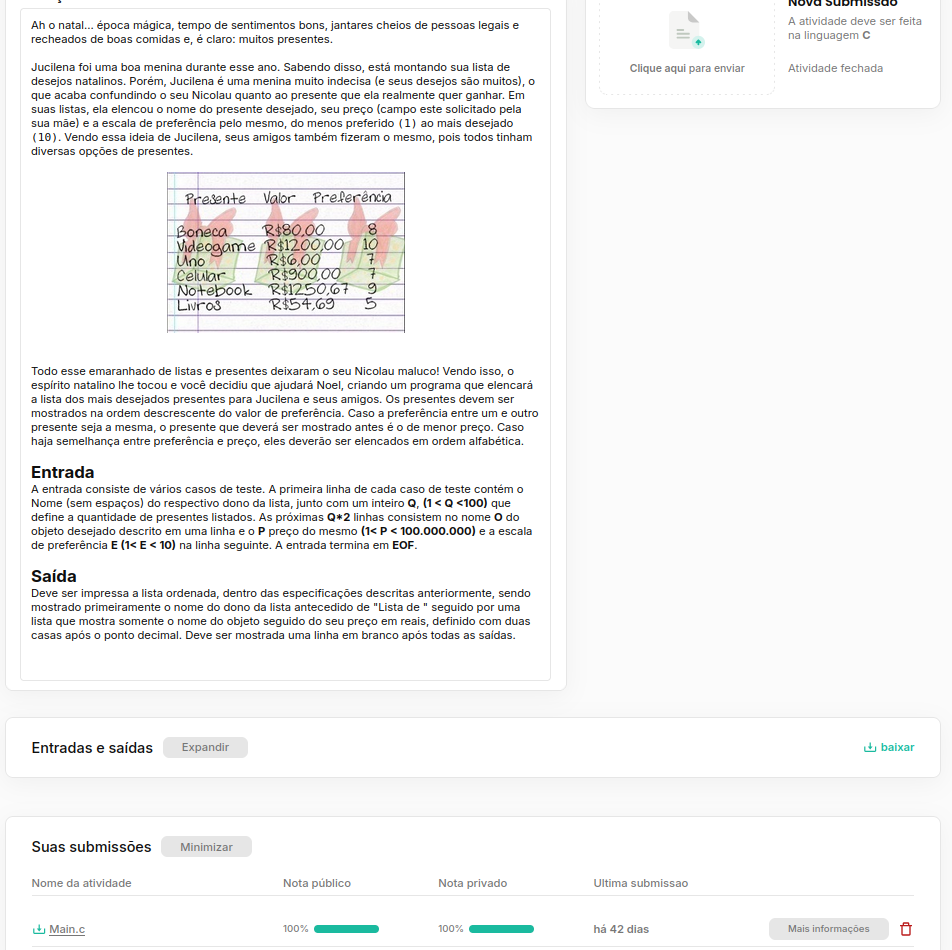 Ah o natal... época mágica, tempo de sentimentos bons, jantares cheios de pessoas legais e
recheados de boas comidas e, é claro: muitos presentes.
Jucilena foi uma boa menina durante esse ano. Sabendo disso, está montando sua lista de
desejos natalinos. Porém, Jucilena é uma menina muito indecisa (e seus desejos são muitos), o
que acaba confundindo o seu Nicolau quanto ao presente que ela realmente quer ganhar. Em
suas listas, ela elencou o nome do presente desejado, seu preço (campo este solicitado pela
sua mãe) e a escala de preferência pelo mesmo, do menos preferido (1) ao mais desejado
(10). Vendo essa ideia de Jucilena, seus amigos também fizeram o mesmo, pois todos tinham
diversas opções de presentes.
Presente Valor Preferência
Boneca R$80,00 8
Videogame R$1200,00 10
Uno R$6,00 7
Celular R$900,00 7
Notebook R$1250,67 9
Livros R$54,69 5
Todo esse emaranhado de listas e presentes deixaram o seu Nicolau maluco! Vendo isso, o
espírito natalino lhe tocou e você decidiu que ajudará Noel, criando um programa que elencará
a lista dos mais desejados presentes para Jucilena e seus amigos. Os presentes devem ser
mostrados na ordem descrescente do valor de preferência. Caso a preferência entre um e outro
presente seja a mesma, o presente que deverá ser mostrado antes é o de menor preço. Caso
haja semelhança entre preferência e preço, eles deverão ser elencados em ordem alfabética.
Entrada
A entrada consiste de vários casos de teste. A primeira linha de cada caso de teste contém o
Nome (sem espaços) do respectivo dono da lista, junto com um inteiro Q, (1 < Q <100) que
define a quantidade de presentes listados. As próximas Q*2 linhas consistem no nome O do
objeto desejado descrito em uma linha e o P preço do mesmo (1< P < 100.000.000) e a escala
de preferência E (1< E < 10) na linha seguinte. A entrada termina em EOF.
Saída
Deve ser impressa a lista ordenada, dentro das especificações descritas anteriormente, sendo
mostrado primeiramente o nome do dono da lista antecedido de "Lista de " seguido por uma
lista que mostra somente o nome do objeto seguido do seu preço em reais, definido com duas
casas após o ponto decimal. Deve ser mostrada uma linha em branco após todas as saídas.
Nova Submissão
A atividade deve ser feita
na linguagem C
Clique aqui para enviar
Atividade fechada
Entradas e saídas Expandir baixar
Suas submissões Minimizar
Nome da atividade Nota público Nota privado Ultima submissao
Main.c 100% 100% há 42 dias Mais informações